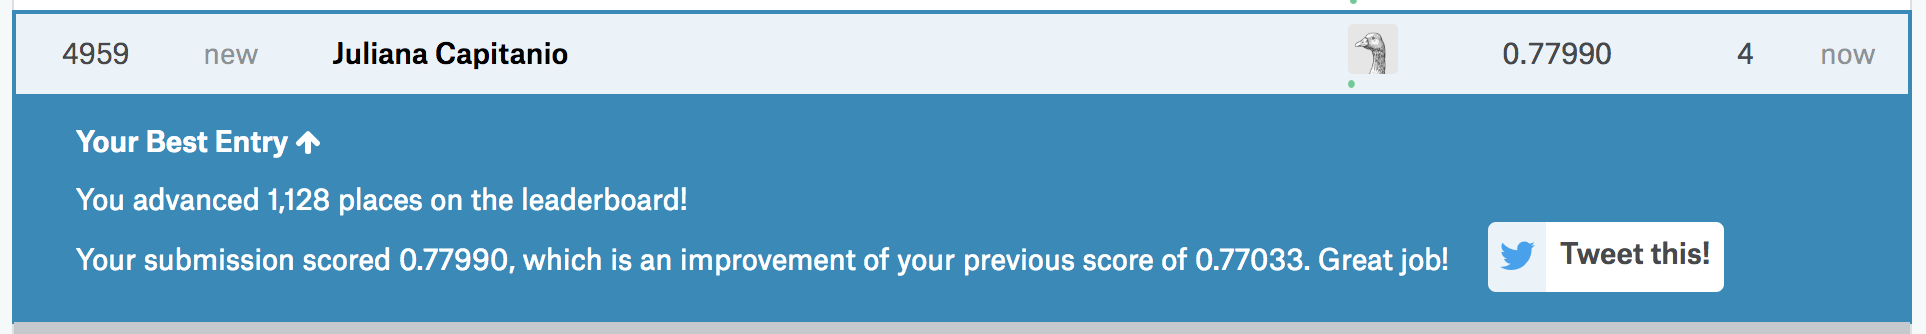 4959 new Juliana Capitanio 0.77990 4 now
Your Best Entry
You advanced 1,128 places on the leaderboard!
Your submission scored 0.77990, which is an improvement of your previous score of 0.77033. Great job! Tweet this!